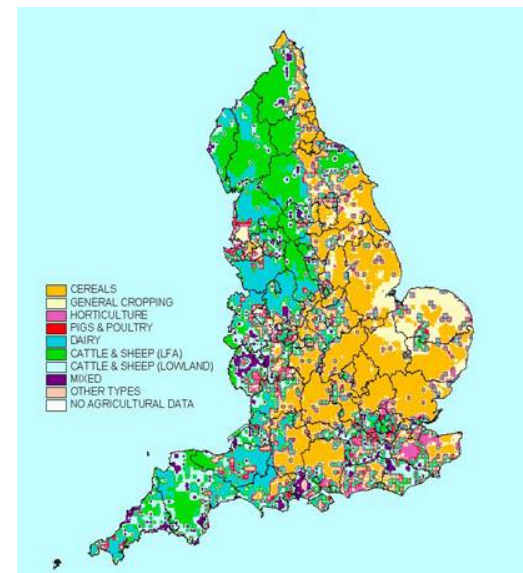 CEREALS
GENERAL CROPPING
HORTICULTURE
PIGS & POULTRY
DAIRY
CATTLE & SHEEP (LFA)
CATTLE & SHEEP (LOWLAND)
MIXED
OTHER TYPES
NO AGRICULTURAL DATA